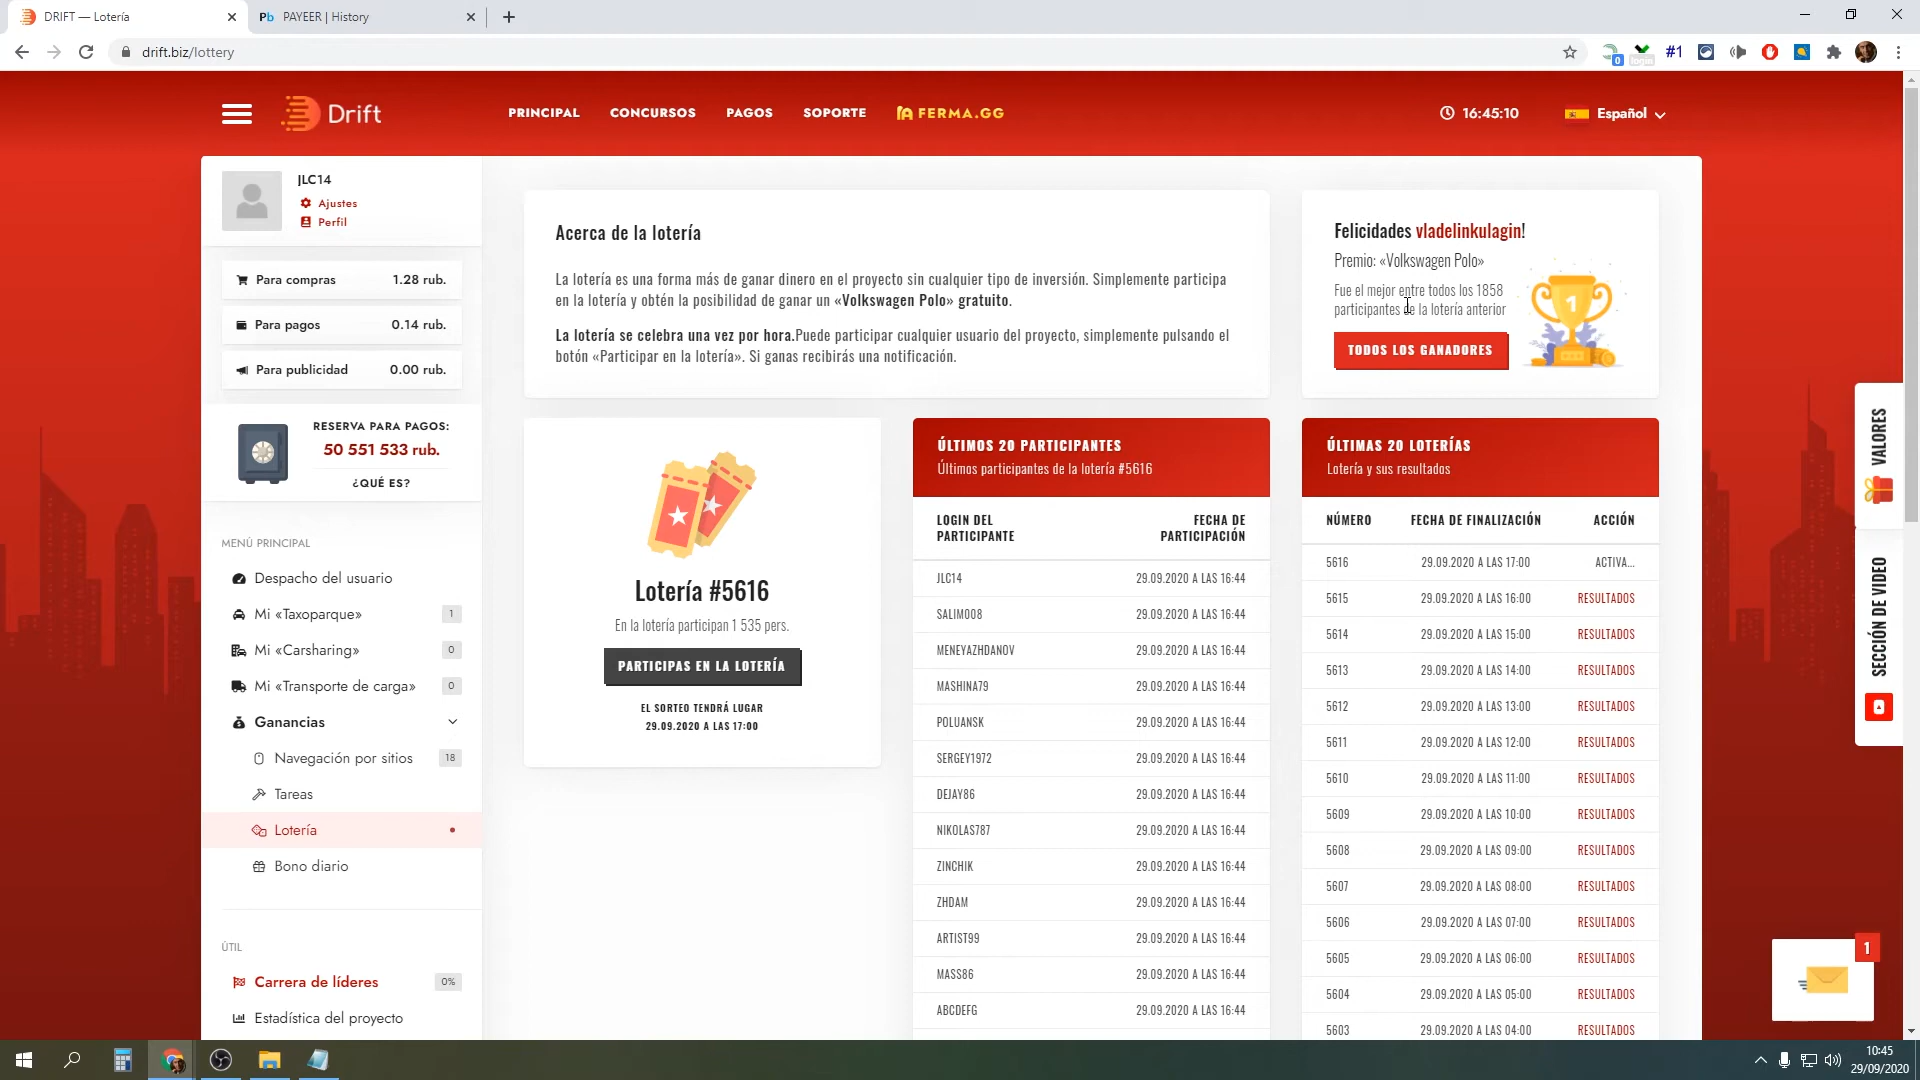 DRIFT — Lotería
Pb PAYEER | History
drift.biz/lottery
0
login
#1
Drift
PRINCIPAL
CONCURSOS
PAGOS
SOPORTE
FERMA.GG
16:45:10
Español
JLC14
Ajustes
Perfil
Para compras 1.28 rub.
Para pagos 0.14 rub.
Para publicidad 0.00 rub.
RESERVA PARA PAGOS:
50 551 533 rub.
¿QUÉ ES?
MENÚ PRINCIPAL
Despacho del usuario
Mi «Taxoparque» 1
Mi «Carsharing» 0
Mi «Transporte de carga» 0
Ganancias
Navegación por sitios 18
Tareas
Lotería
Bono diario
ÚTIL
Carrera de líderes 0%
Estadística del proyecto
Acerca de la lotería
La lotería es una forma más de ganar dinero en el proyecto sin cualquier tipo de inversión. Simplemente participa
en la lotería y obtén la posibilidad de ganar un «Volkswagen Polo» gratuito.
La lotería se celebra una vez por hora.Puede participar cualquier usuario del proyecto, simplemente pulsando el
botón «Participar en la lotería». Si ganas recibirás una notificación.
Felicidades vladelinkulagin!
Premio: «Volkswagen Polo»
Fue el mejor entre todos los 1858
participantes de la lotería anterior
TODOS LOS GANADORES
1
Lotería #5616
En la lotería participan 1 535 pers.
PARTICIPAS EN LA LOTERÍA
EL SORTEO TENDRÁ LUGAR
29.09.2020 A LAS 17:00
ÚLTIMOS 20 PARTICIPANTES
Últimos participantes de la lotería #5616
LOGIN DEL
PARTICIPANTE
FECHA DE
PARTICIPACIÓN
JLC14 29.09.2020 A LAS 16:44
SALIM008 29.09.2020 A LAS 16:44
MENEYAZHDANOV 29.09.2020 A LAS 16:44
MASHINA79 29.09.2020 A LAS 16:44
POLUANSK 29.09.2020 A LAS 16:44
SERGEY1972 29.09.2020 A LAS 16:44
DEJAY86 29.09.2020 A LAS 16:44
NIKOLAS787 29.09.2020 A LAS 16:44
ZINCHIK 29.09.2020 A LAS 16:44
ZHDAM 29.09.2020 A LAS 16:44
ARTIST99 29.09.2020 A LAS 16:44
MASS86 29.09.2020 A LAS 16:44
ABCDEFG 29.09.2020 A LAS 16:44
ÚLTIMAS 20 LOTERÍAS
Lotería y sus resultados
NÚMERO FECHA DE FINALIZACIÓN ACCIÓN
5616 29.09.2020 A LAS 17:00 ACTIVA...
5615 29.09.2020 A LAS 16:00 RESULTADOS
5614 29.09.2020 A LAS 15:00 RESULTADOS
5613 29.09.2020 A LAS 14:00 RESULTADOS
5612 29.09.2020 A LAS 13:00 RESULTADOS
5611 29.09.2020 A LAS 12:00 RESULTADOS
5610 29.09.2020 A LAS 11:00 RESULTADOS
5609 29.09.2020 A LAS 10:00 RESULTADOS
5608 29.09.2020 A LAS 09:00 RESULTADOS
5607 29.09.2020 A LAS 08:00 RESULTADOS
5606 29.09.2020 A LAS 07:00 RESULTADOS
5605 29.09.2020 A LAS 06:00 RESULTADOS
5604 29.09.2020 A LAS 05:00 RESULTADOS
5603 29.09.2020 A LAS 04:00 RESULTADOS
VALORES
SECCIÓN DE VIDEO
1
10:45
29/09/2020